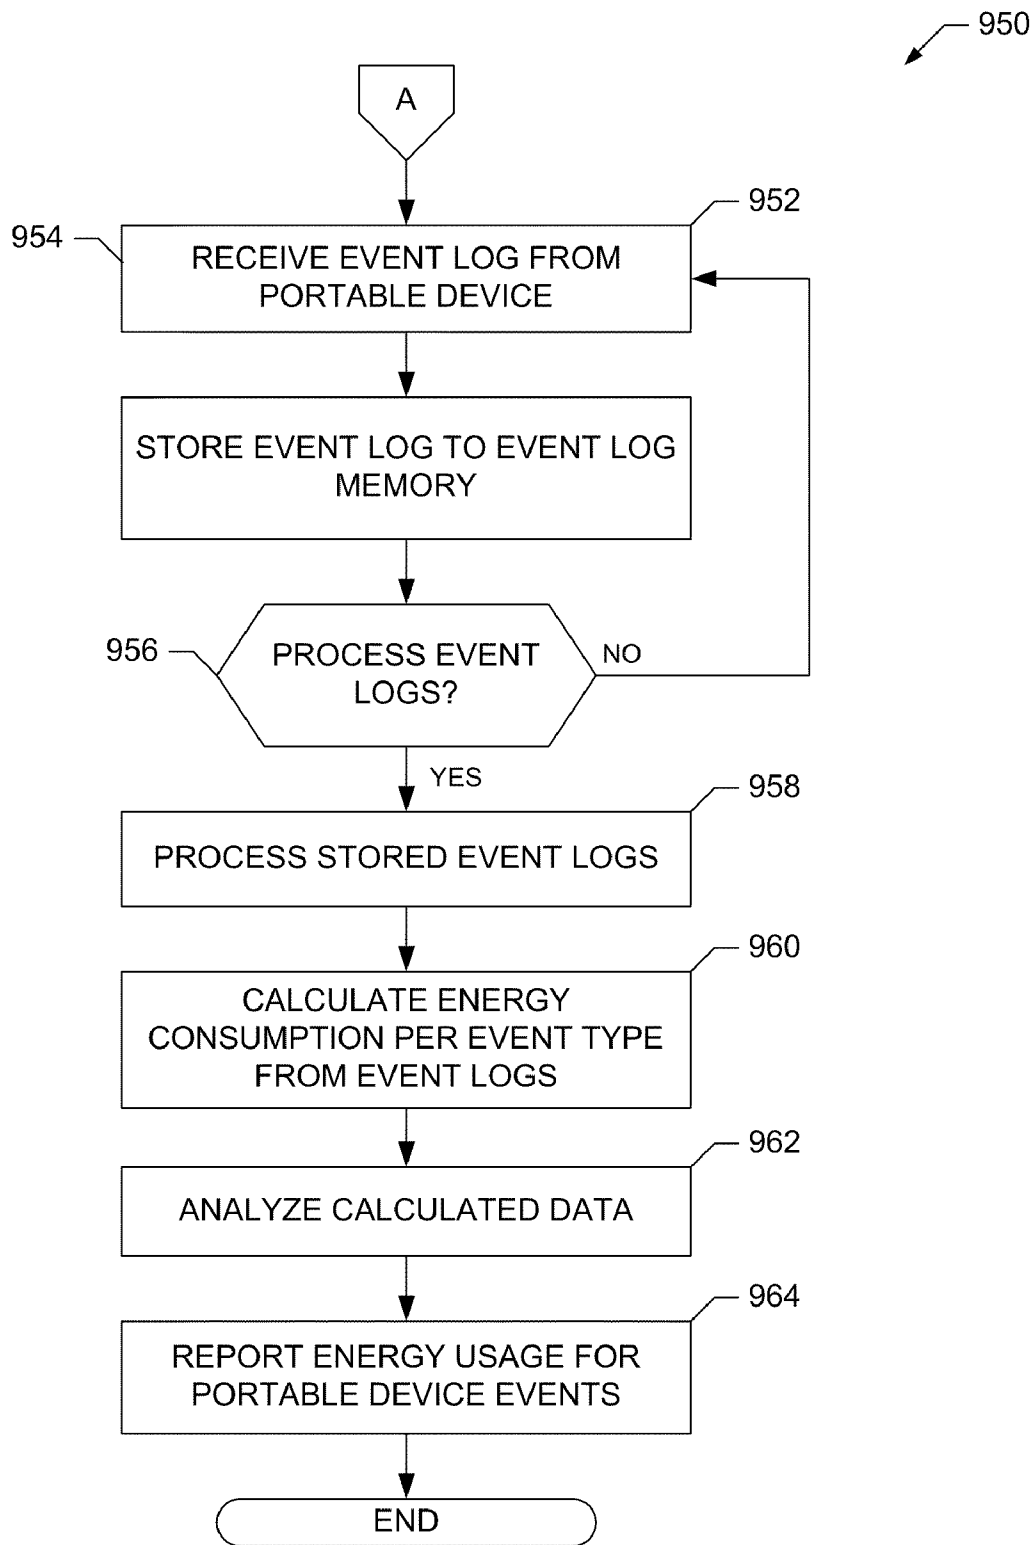 950
A
952
954
RECEIVE EVENT LOG FROM
PORTABLE DEVICE
STORE EVENT LOG TO EVENT LOG
MEMORY
956
PROCESS EVENT
LOGS?
NO
YES
958
PROCESS STORED EVENT LOGS
960
CALCULATE ENERGY
CONSUMPTION PER EVENT TYPE
FROM EVENT LOGS
962
ANALYZE CALCULATED DATA
964
REPORT ENERGY USAGE FOR
PORTABLE DEVICE EVENTS
END